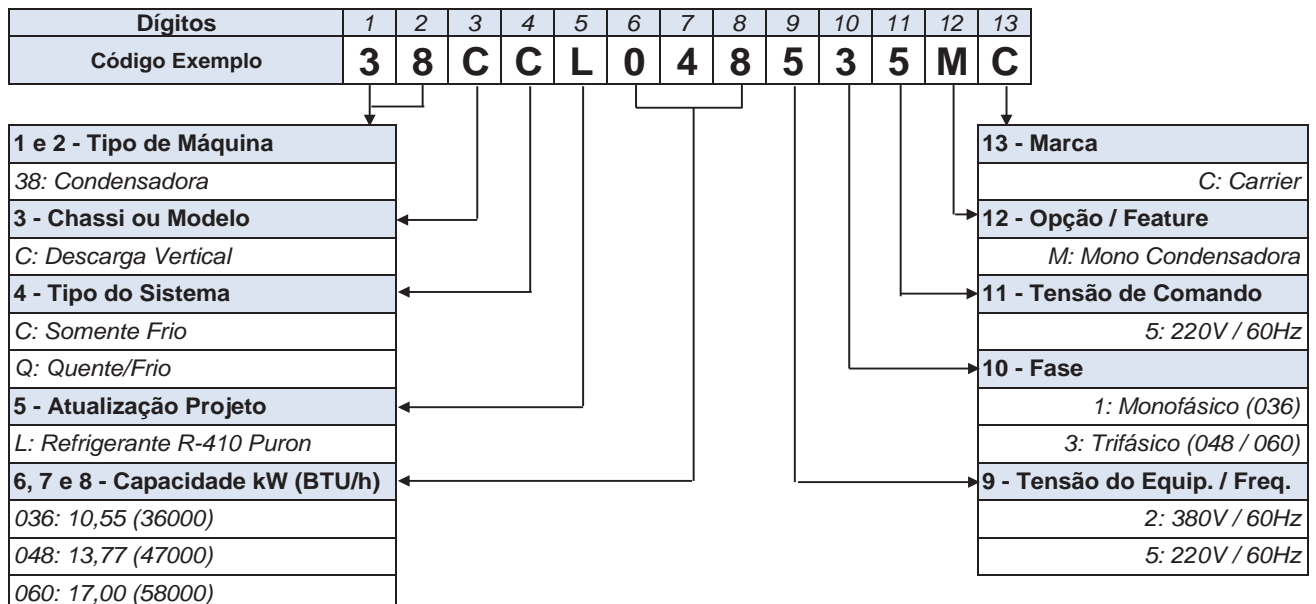 Dígitos 1 2 3 4 5 6 7 8 9 10 11 12 13
Código Exemplo 3 8 C C L 0 4 8 5 3 5 M C
1 e 2 - Tipo de Máquina
38: Condensadora
3 - Chassi ou Modelo
C: Descarga Vertical
4 - Tipo do Sistema
C: Somente Frio
Q: Quente/Frio
5 - Atualização Projeto
L: Refrigerante R-410 Puron
6, 7 e 8 - Capacidade kW (BTU/h)
036: 10,55 (36000)
048: 13,77 (47000)
060: 17,00 (58000)
13 - Marca
C: Carrier
12 - Opção / Feature
M: Mono Condensadora
11 - Tensão de Comando
5: 220V / 60Hz
10 - Fase
1: Monofásico (036)
3: Trifásico (048 / 060)
9 - Tensão do Equip. / Freq.
2: 380V / 60Hz
5: 220V / 60Hz